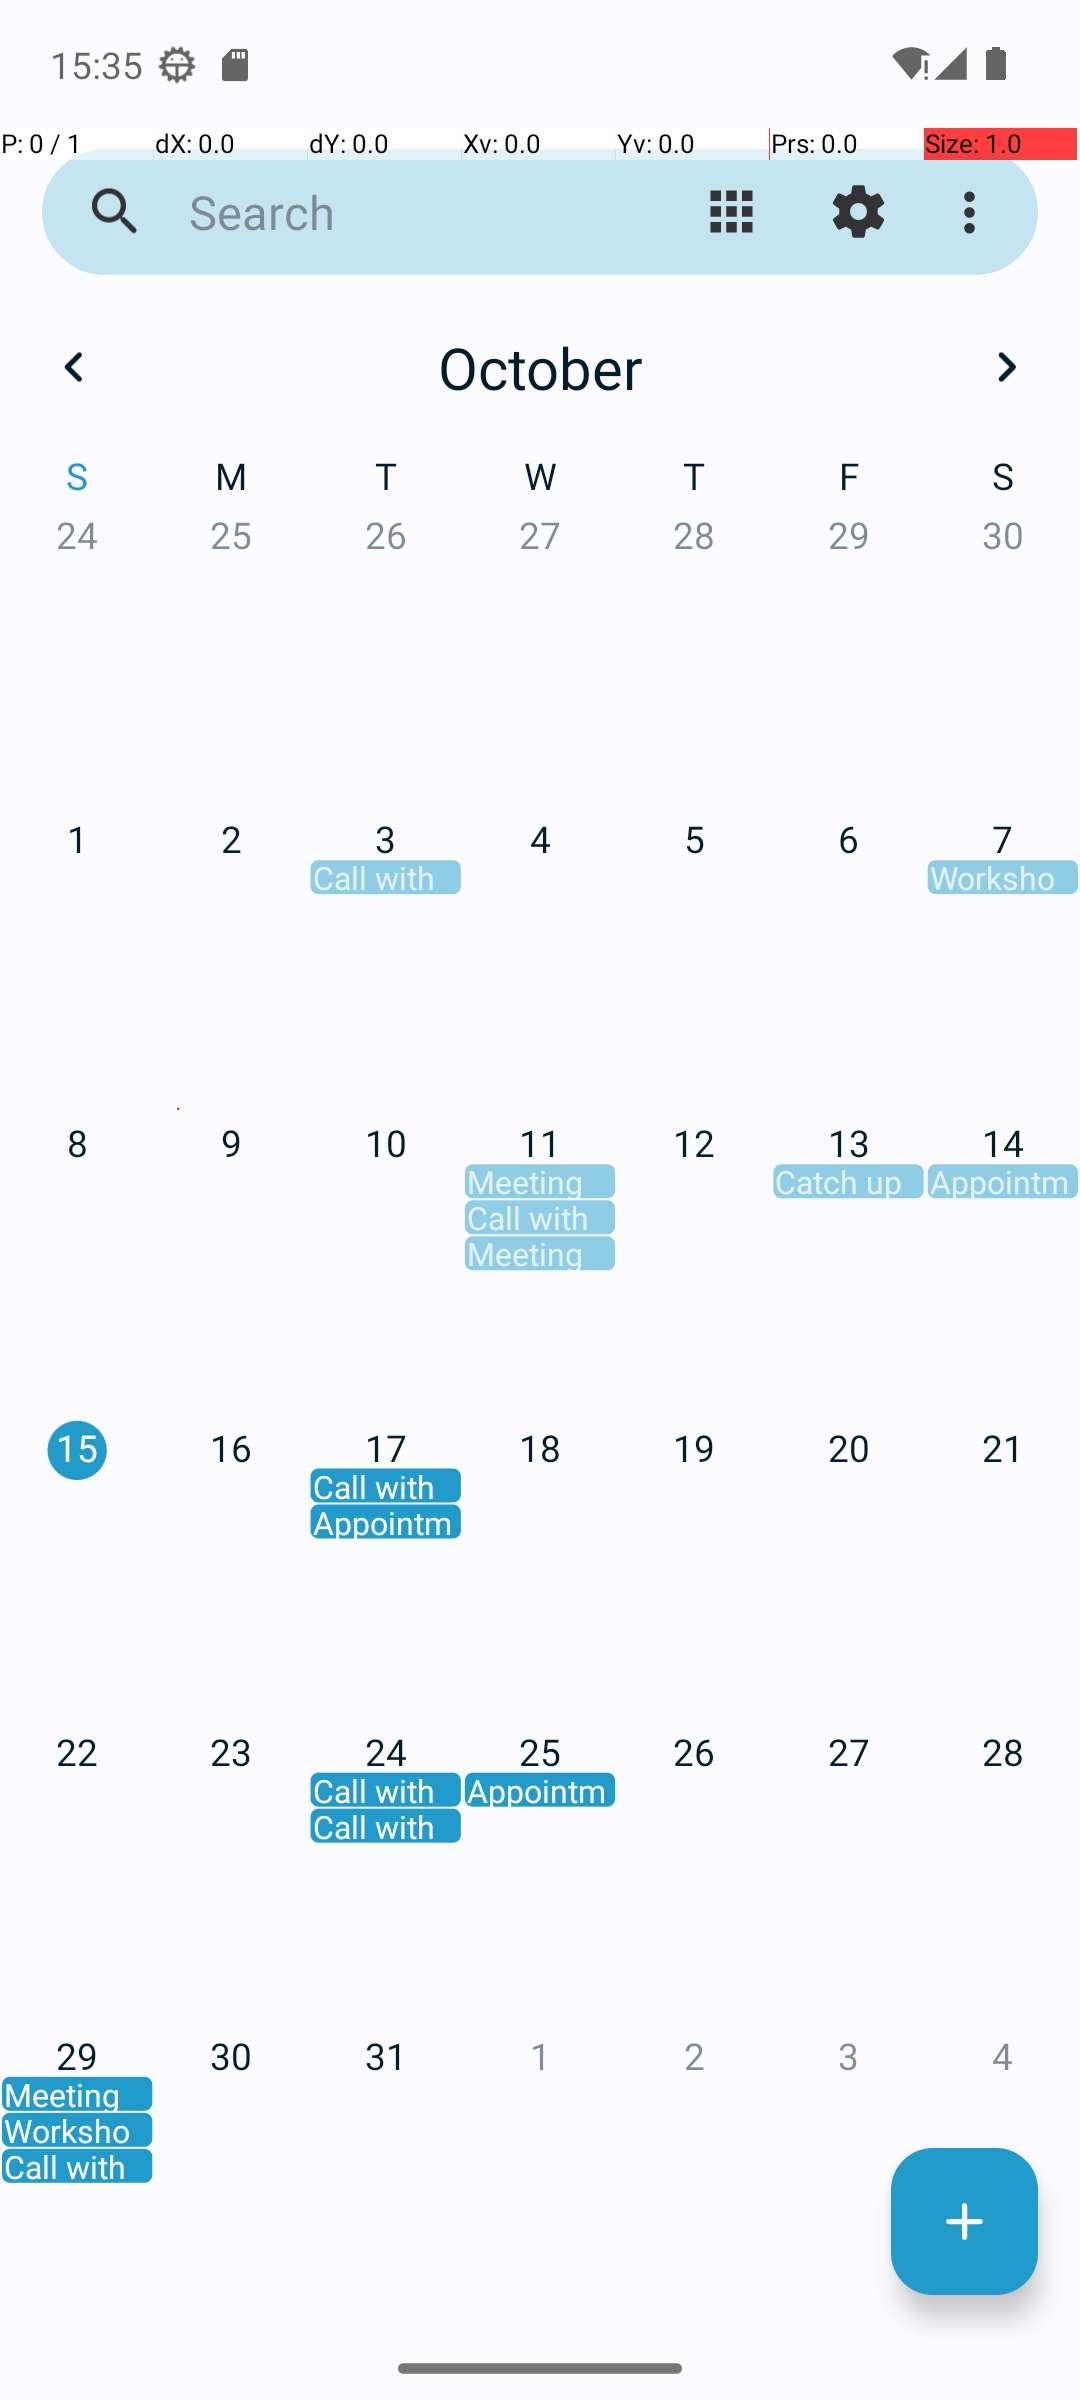 15:35
P: 0 / 1 dX: 0.0 dY: 0.0 Xv: 0.0 Yv: 0.0 Prs: 0.0 Size: 1.0
Search
October
S M T W T F S
24 25 26 27 28 29 30
1 2 3 4 5 6 7
Call with Worksho
8 9 10 11 12 13 14
Meeting Catch up Appointm
Call with
Meeting
15 16 17 18 19 20 21
Call with
Appointm
22 23 24 25 26 27 28
Call with Appointm
Call with
29 30 31 1 2 3 4
Meeting
Worksho
Call with